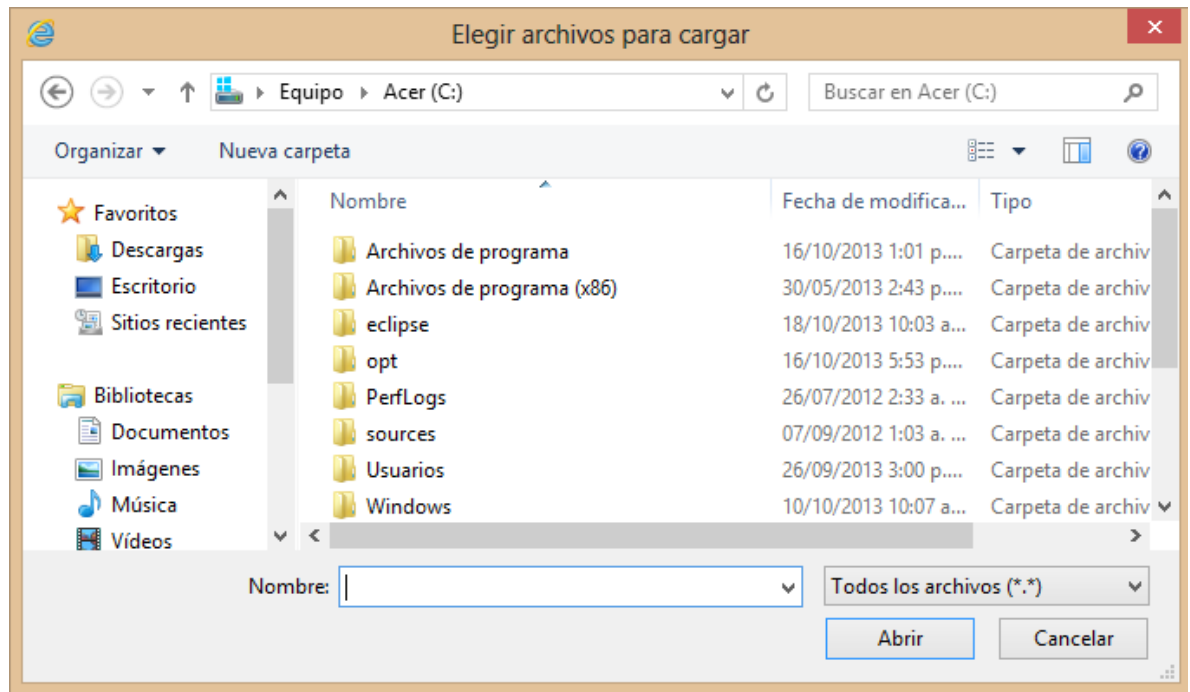 Elegir archivos para cargar
Equipo Acer (C:) Buscar en Acer (C:)
Organizar Nueva carpeta
Nombre Fecha de modifica... Tipo
Favoritos
Descargas
Escritorio
Sitios recientes
Bibliotecas
Documentos
Imágenes
Música
Vídeos
Archivos de programa 16/10/2013 1:01 p.... Carpeta de archiv
Archivos de programa (x86) 30/05/2013 2:43 p.... Carpeta de archiv
eclipse 18/10/2013 10:03 a... Carpeta de archiv
opt 16/10/2013 5:53 p.... Carpeta de archiv
PerfLogs 26/07/2012 2:33 a. ... Carpeta de archiv
sources 07/09/2012 1:03 a. ... Carpeta de archiv
Usuarios 26/09/2013 3:00 p.... Carpeta de archiv
Windows 10/10/2013 10:07 a... Carpeta de archiv
Nombre: Todos los archivos (*.*)
Abrir Cancelar